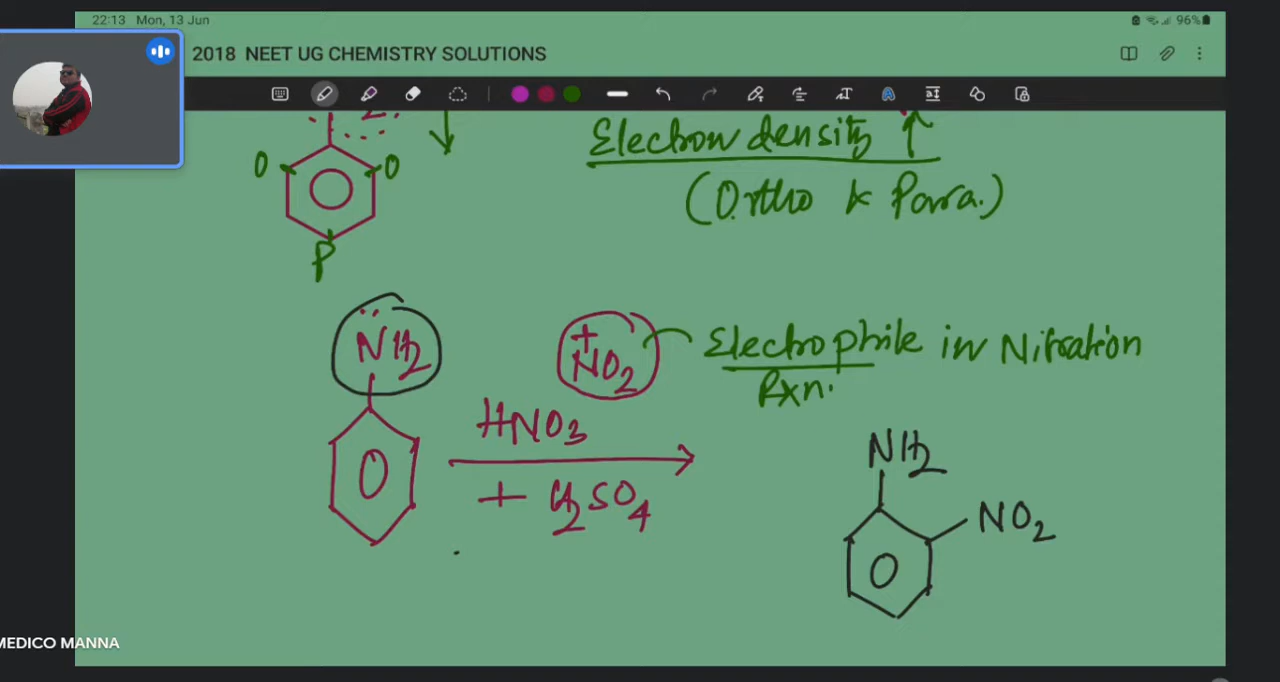 22:13 Mon, 13 Jun
96%
2018 NEET UG CHEMISTRY SOLUTIONS
Electron density ↑
(Ortho & Para.)
O
O
P
N̈H2
+NO2
Electrophile in Nitration
Rxn.
HNO3
+ H2SO4
NH2
NO2
MEDICO MANNA